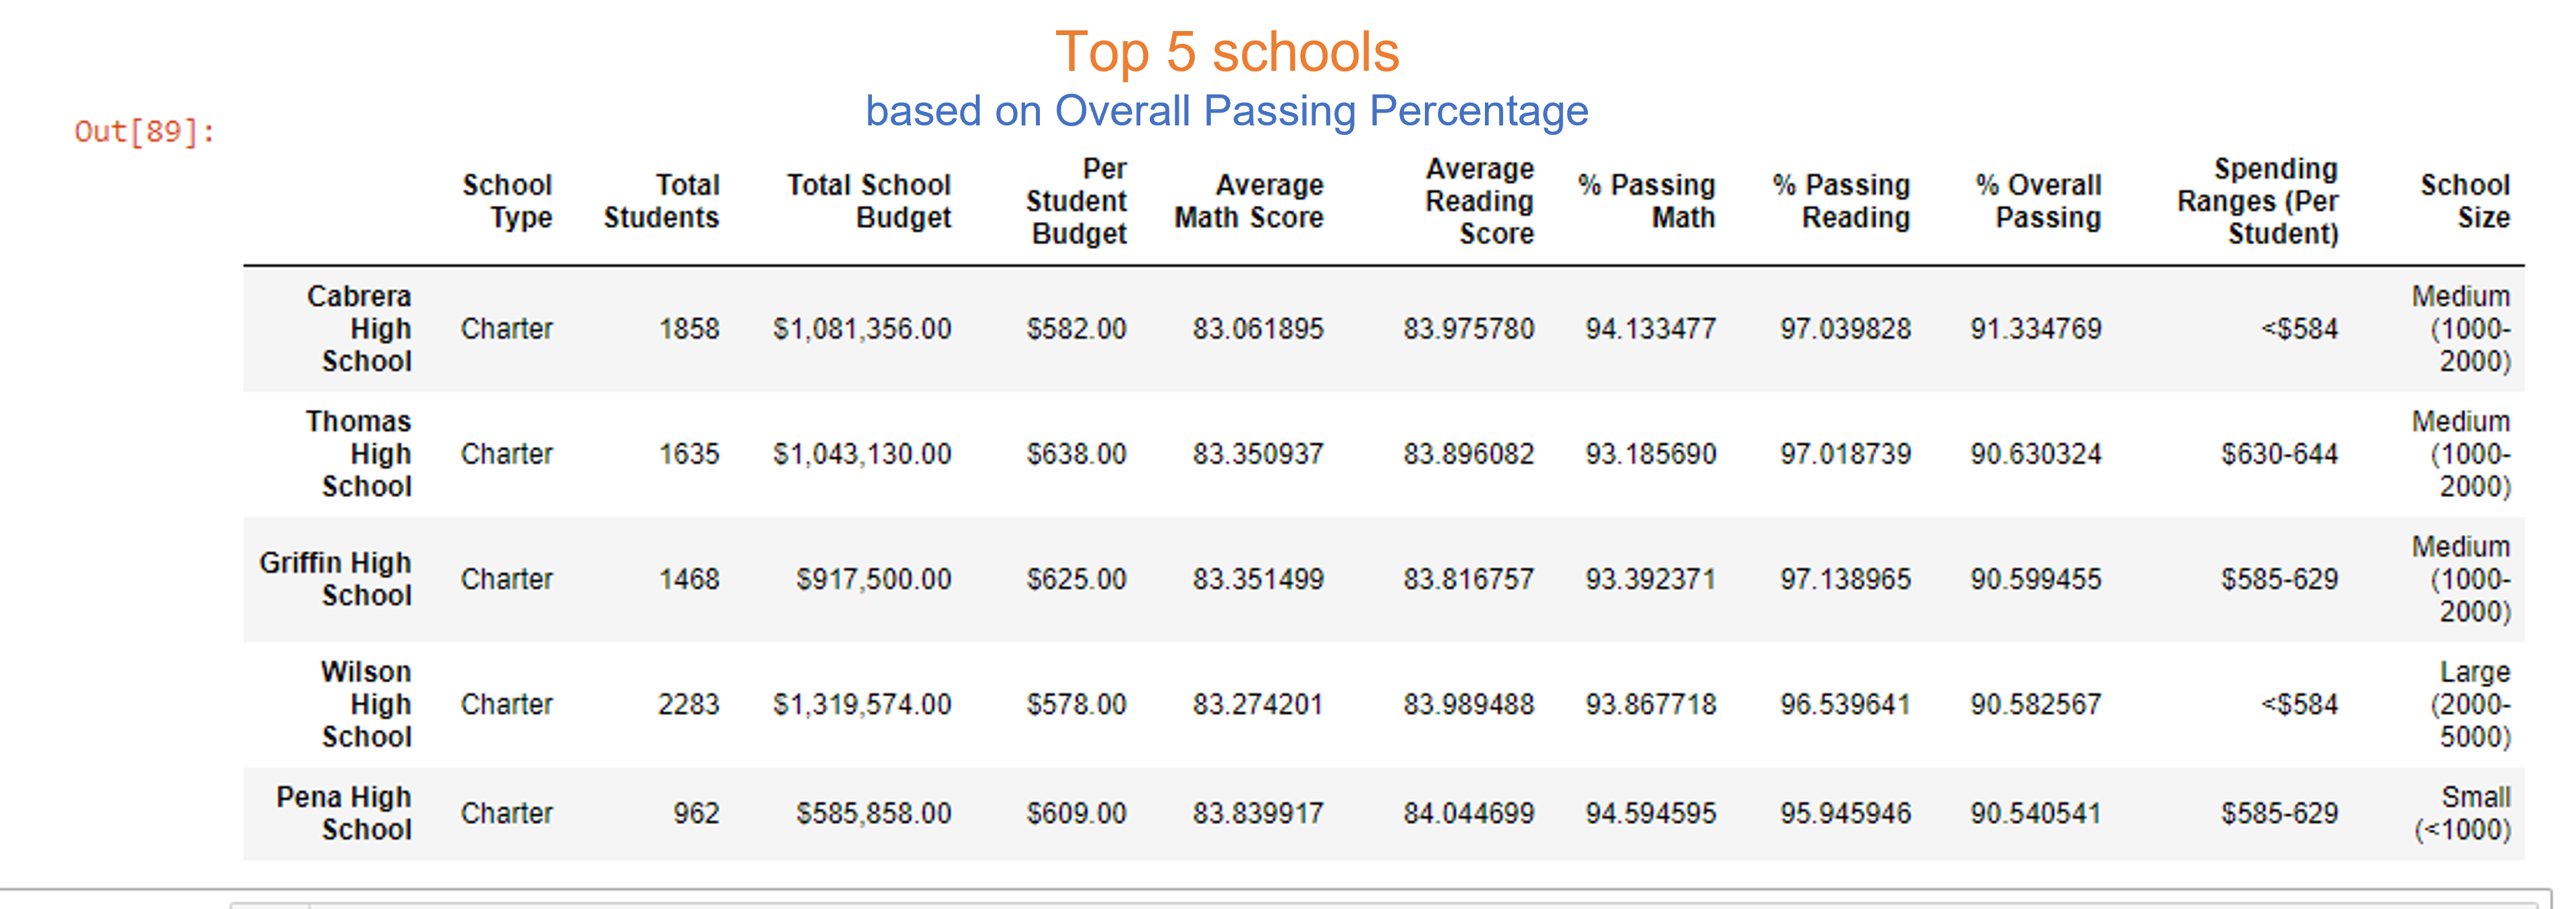 Top 5 schools
based on Overall Passing Percentage
Out[89]:
School Type Total Students Total School Budget Per Student Budget Average Math Score Average Reading Score % Passing Math % Passing Reading % Overall Passing Spending Ranges (Per Student) School Size
Cabrera High School Charter 1858 $1,081,356.00 $582.00 83.061895 83.975780 94.133477 97.039828 91.334769 <$584 Medium (1000-2000)
Thomas High School Charter 1635 $1,043,130.00 $638.00 83.350937 83.896082 93.185690 97.018739 90.630324 $630-644 Medium (1000-2000)
Griffin High School Charter 1468 $917,500.00 $625.00 83.351499 83.816757 93.392371 97.138965 90.599455 $585-629 Medium (1000-2000)
Wilson High School Charter 2283 $1,319,574.00 $578.00 83.274201 83.989488 93.867718 96.539641 90.582567 <$584 Large (2000-5000)
Pena High School Charter 962 $585,858.00 $609.00 83.839917 84.044699 94.594595 95.945946 90.540541 $585-629 Small (<1000)